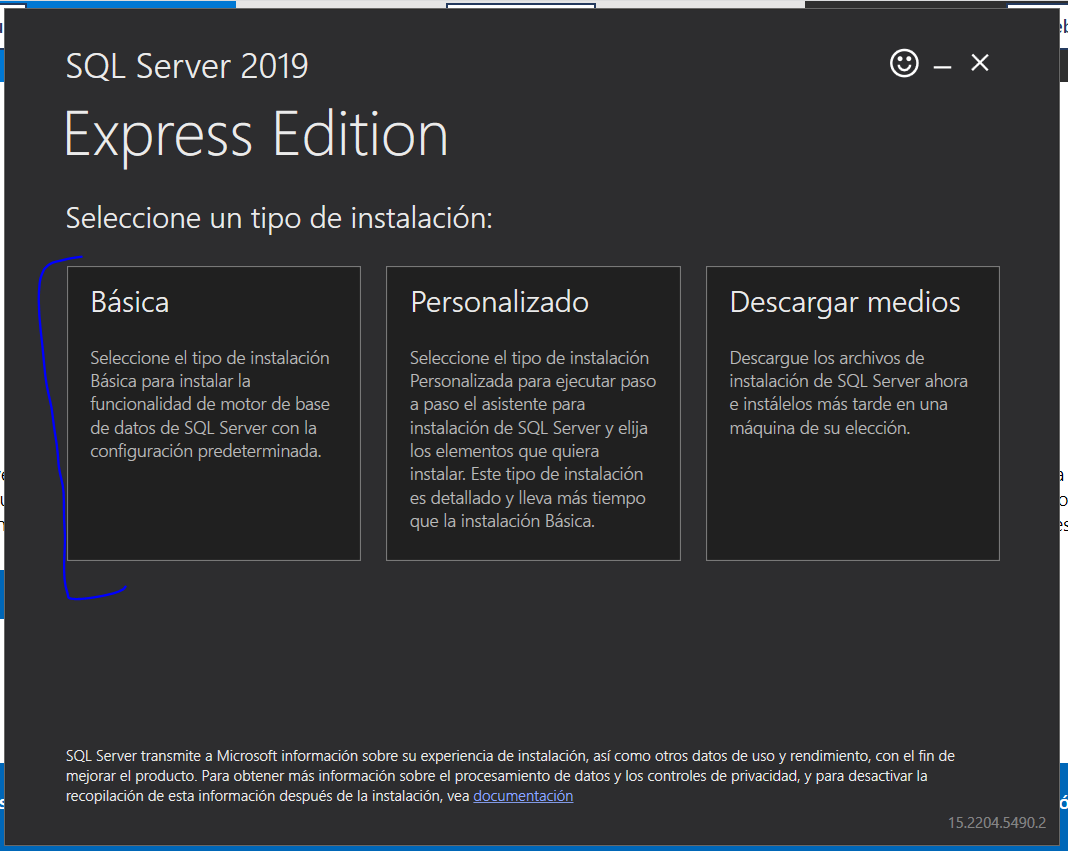 SQL Server 2019
Express Edition
Seleccione un tipo de instalación:
Básica
Seleccione el tipo de instalación
Básica para instalar la
funcionalidad de motor de base
de datos de SQL Server con la
configuración predeterminada.
Personalizado
Seleccione el tipo de instalación
Personalizada para ejecutar paso
a paso el asistente para
instalación de SQL Server y elija
los elementos que quiera
instalar. Este tipo de instalación
es detallado y lleva más tiempo
que la instalación Básica.
Descargar medios
Descargue los archivos de
instalación de SQL Server ahora
e instálelos más tarde en una
máquina de su elección.
SQL Server transmite a Microsoft información sobre su experiencia de instalación, así como otros datos de uso y rendimiento, con el fin de
mejorar el producto. Para obtener más información sobre el procesamiento de datos y los controles de privacidad, y para desactivar la
recopilación de esta información después de la instalación, vea documentación
15.2204.5490.2